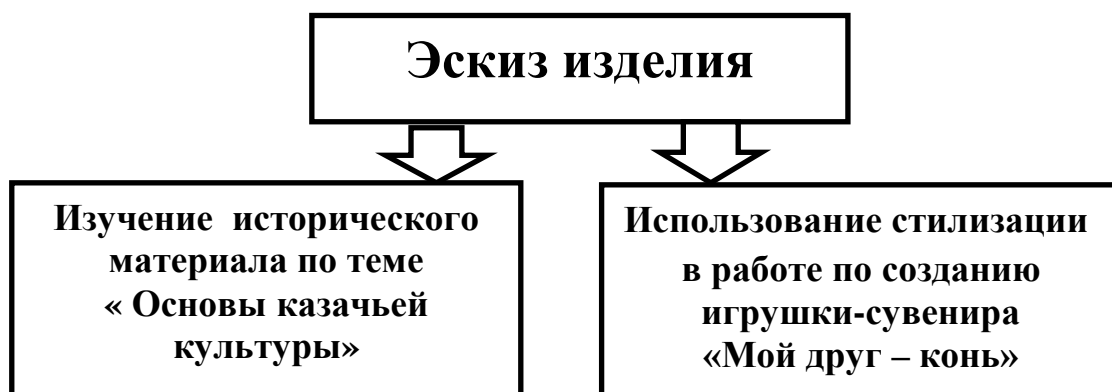 Эскиз изделия
Изучение исторического
материала по теме
« Основы казачьей
культуры»
Использование стилизации
в работе по созданию
игрушки-сувенира
«Мой друг – конь»